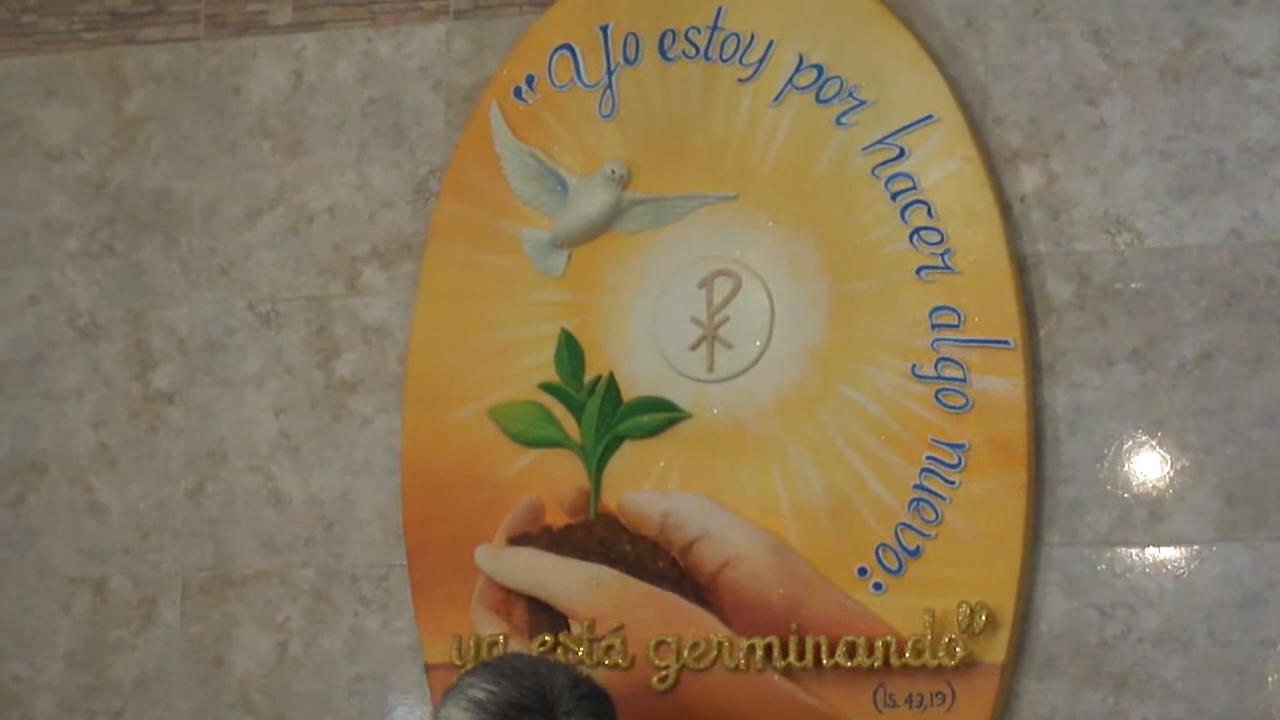 “Yo estoy por hacer algo nuevo:
ya está germinando”
(Is. 43,19)